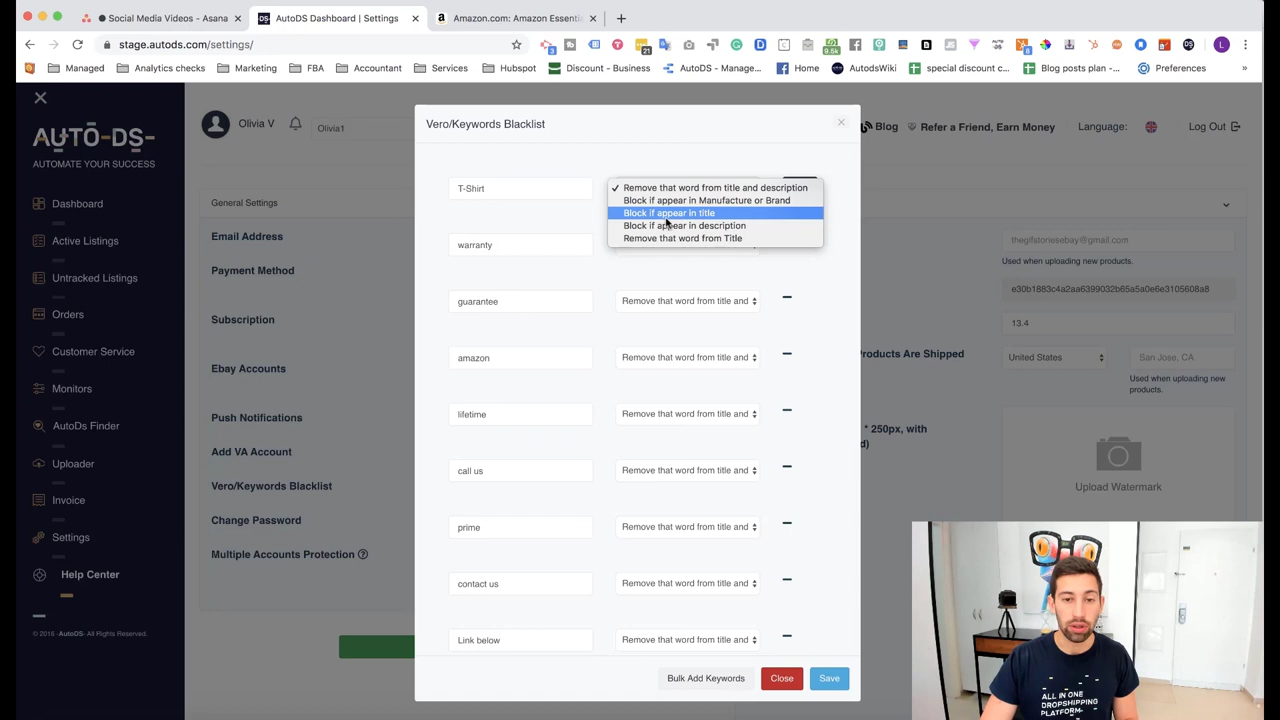 Social Media Videos - Asana
AutoDS Dashboard | Settings
Amazon.com: Amazon Essenti
stage.autods.com/settings/
Managed
Analytics checks
Marketing
FBA
Accountant
Services
Hubspot
Discount - Business
AutoDS - Manage...
Home
AutodsWiki
special discount c...
Blog posts plan -...
Preferences
AUTO-DS-
AUTOMATE YOUR SUCCESS
Dashboard
Active Listings
Untracked Listings
Orders
Customer Service
Monitors
AutoDs Finder
Uploader
Invoice
Settings
Help Center
© 2016 -AutoDS- All Rights Reserved.
Olivia V
Olivia1
Blog
Refer a Friend, Earn Money
Language:
Log Out
General Settings
Email Address
Payment Method
Subscription
Ebay Accounts
Push Notifications
Add VA Account
Vero/Keywords Blacklist
Change Password
Multiple Accounts Protection
Vero/Keywords Blacklist
T-Shirt
Remove that word from title and description
Block if appear in Manufacture or Brand
Block if appear in title
Block if appear in description
Remove that word from Title
warranty
guarantee
Remove that word from title and
amazon
Remove that word from title and
lifetime
Remove that word from title and
call us
Remove that word from title and
prime
Remove that word from title and
contact us
Remove that word from title and
Link below
Remove that word from title and
Bulk Add Keywords
Close
Save
thegifstoriesebay@gmail.com
Used when uploading new products.
e30b1883c4a2aa6399032b65a5a0e6e3105608a8
13.4
Products Are Shipped
United States
San Jose, CA
Used when uploading new
products.
* 250px, with
d)
Upload Watermark
ALL IN ONE
DROPSHIPPING
PLATFORM